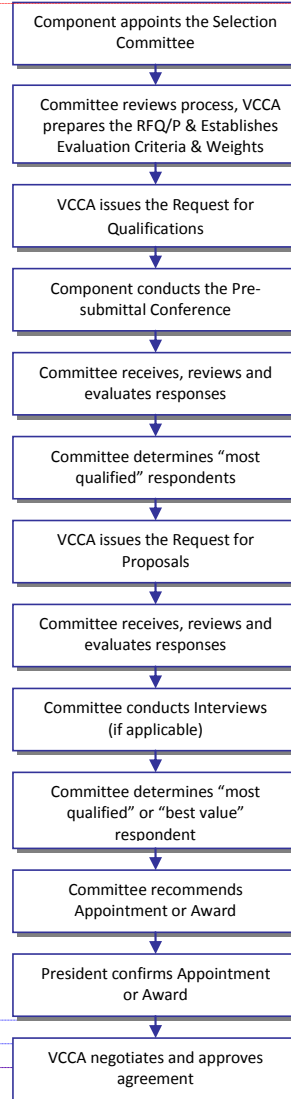 Component appoints the Selection
Committee
Committee reviews process, VCCA
prepares the RFQ/P & Establishes
Evaluation Criteria & Weights
VCCA issues the Request for
Qualifications
Component conducts the Pre-
submittal Conference
Committee receives, reviews and
evaluates responses
Committee determines “most
qualified” respondents
VCCA issues the Request for
Proposals
Committee receives, reviews and
evaluates responses
Committee conducts Interviews
(if applicable)
Committee determines “most
qualified” or “best value”
respondent
Committee recommends
Appointment or Award
President confirms Appointment
or Award
VCCA negotiates and approves
agreement